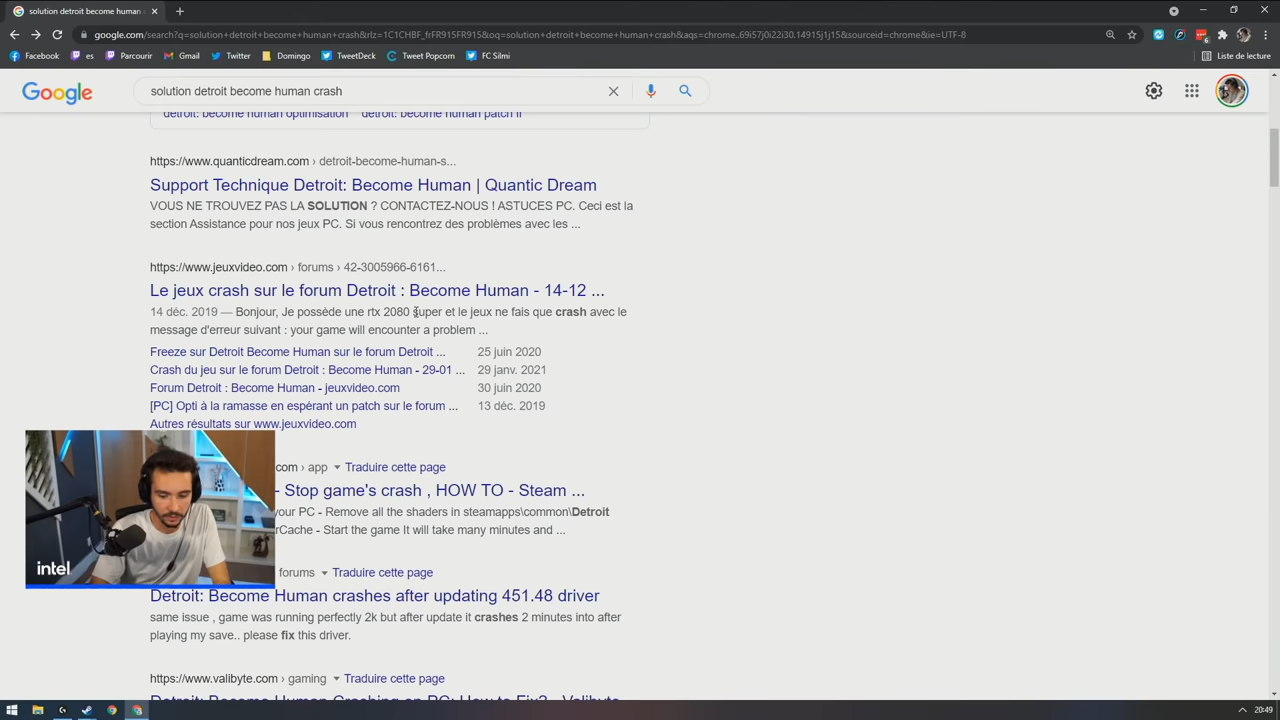 solution detroit become human
google.com/search?q=solution+detroit+become+human+crash&rlz=1C1CHBF_frFR915FR915&oq=solution+detroit+become+human+crash&aqs=chrome..69i57j0i22i30.14915j1j15&sourceid=chrome&ie=UTF-8
Facebook es Parcourir Gmail Twitter Domingo TweetDeck Tweet Popcorn FC Silmi Liste de lecture
Google solution detroit become human crash
detroit: become human optimisation detroit: become human patch fr
https://www.quanticdream.com › detroit-become-human-s...
Support Technique Detroit: Become Human | Quantic Dream
VOUS NE TROUVEZ PAS LA SOLUTION ? CONTACTEZ-NOUS ! ASTUCES PC. Ceci est la
section Assistance pour nos jeux PC. Si vous rencontrez des problèmes avec les ...
https://www.jeuxvideo.com › forums › 42-3005966-6161...
Le jeux crash sur le forum Detroit : Become Human - 14-12 ...
14 déc. 2019 — Bonjour, Je possède une rtx 2080 super et le jeux ne fais que crash avec le
message d'erreur suivant : your game will encounter a problem ...
Freeze sur Detroit Become Human sur le forum Detroit ... 25 juin 2020
Crash du jeu sur le forum Detroit : Become Human - 29-01 ... 29 janv. 2021
Forum Detroit : Become Human - jeuxvideo.com 30 juin 2020
[PC] Opti à la ramasse en espérant un patch sur le forum ... 13 déc. 2019
Autres résultats sur www.jeuxvideo.com
com › app Traduire cette page
- Stop game's crash , HOW TO - Steam ...
your PC - Remove all the shaders in steamapps\common\Detroit
rCache - Start the game It will take many minutes and ...
forums Traduire cette page
intel
Detroit: Become Human crashes after updating 451.48 driver
same issue , game was running perfectly 2k but after update it crashes 2 minutes into after
playing my save.. please fix this driver.
https://www.valibyte.com › gaming Traduire cette page
Detroit: Become Human Crashing on PC: How to Fix? - Valibyte
20:49